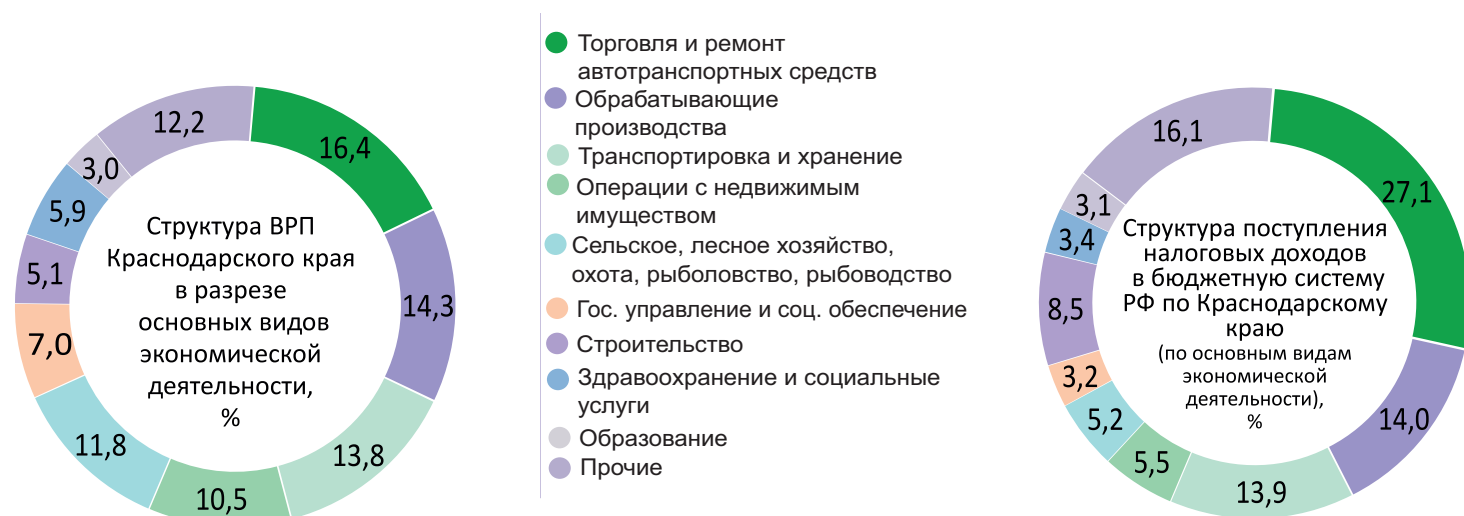 12,2
16,4
3,0
5,9
5,1
14,3
7,0
11,8
13,8
10,5
Структура ВРП
Краснодарского края
в разрезе
основных видов
экономической
деятельности,
%
Торговля и ремонт
автотранспортных средств
Обрабатывающие
производства
Транспортировка и хранение
Операции с недвижимым
имуществом
Сельское, лесное хозяйство,
охота, рыболовство, рыбоводство
Гос. управление и соц. обеспечение
Строительство
Здравоохранение и социальные
услуги
Образование
Прочие
16,1
27,1
3,1
3,4
8,5
3,2
5,2
14,0
5,5
13,9
Структура поступления
налоговых доходов
в бюджетную систему
РФ по Краснодарскому
краю
(по основным видам
экономической
деятельности),
%